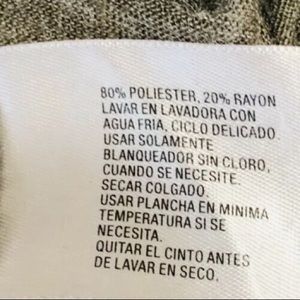 80% POLIESTER, 20% RAYON
LAVAR EN LAVADORA CON
AGUA FRIA, CICLO DELICADO.
USAR SOLAMENTE
BLANQUEADOR SIN CLORO,
CUANDO SE NECESITE.
SECAR COLGADO.
USAR PLANCHA EN MINIMA
TEMPERATURA SI SE
NECESITA.
QUITAR EL CINTO ANTES
DE LAVAR EN SECO.